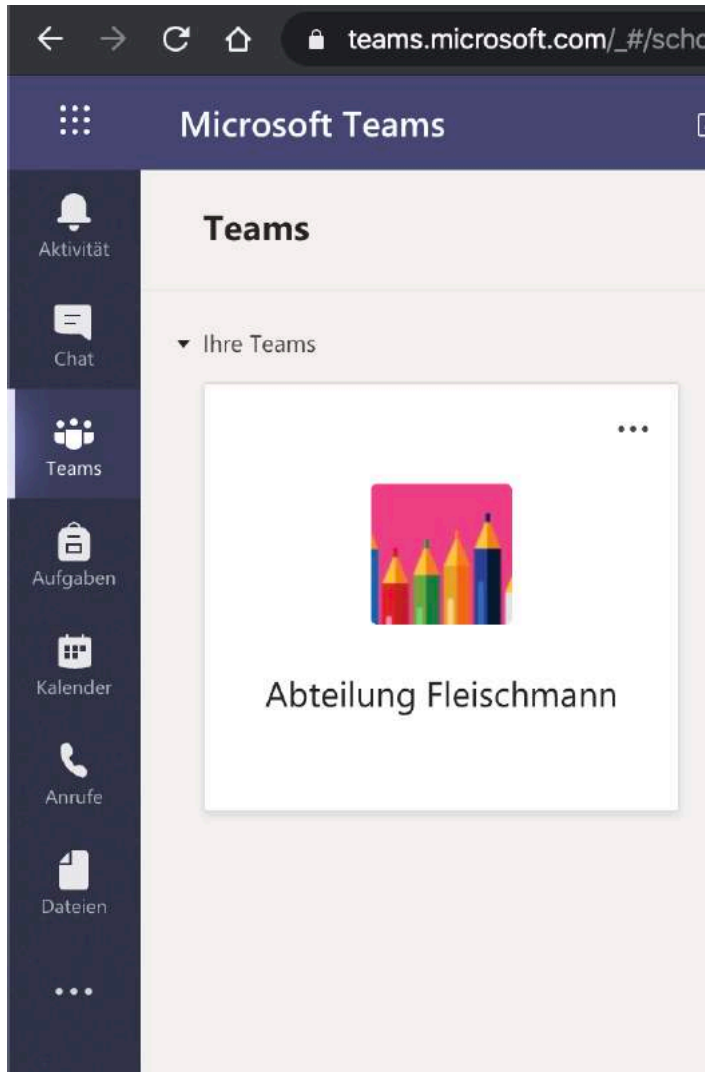 teams.microsoft.com/_#/scho
Microsoft Teams
Aktivität
Chat
Teams
Aufgaben
Kalender
Anrufe
Dateien
Teams
Ihre Teams
Abteilung Fleischmann